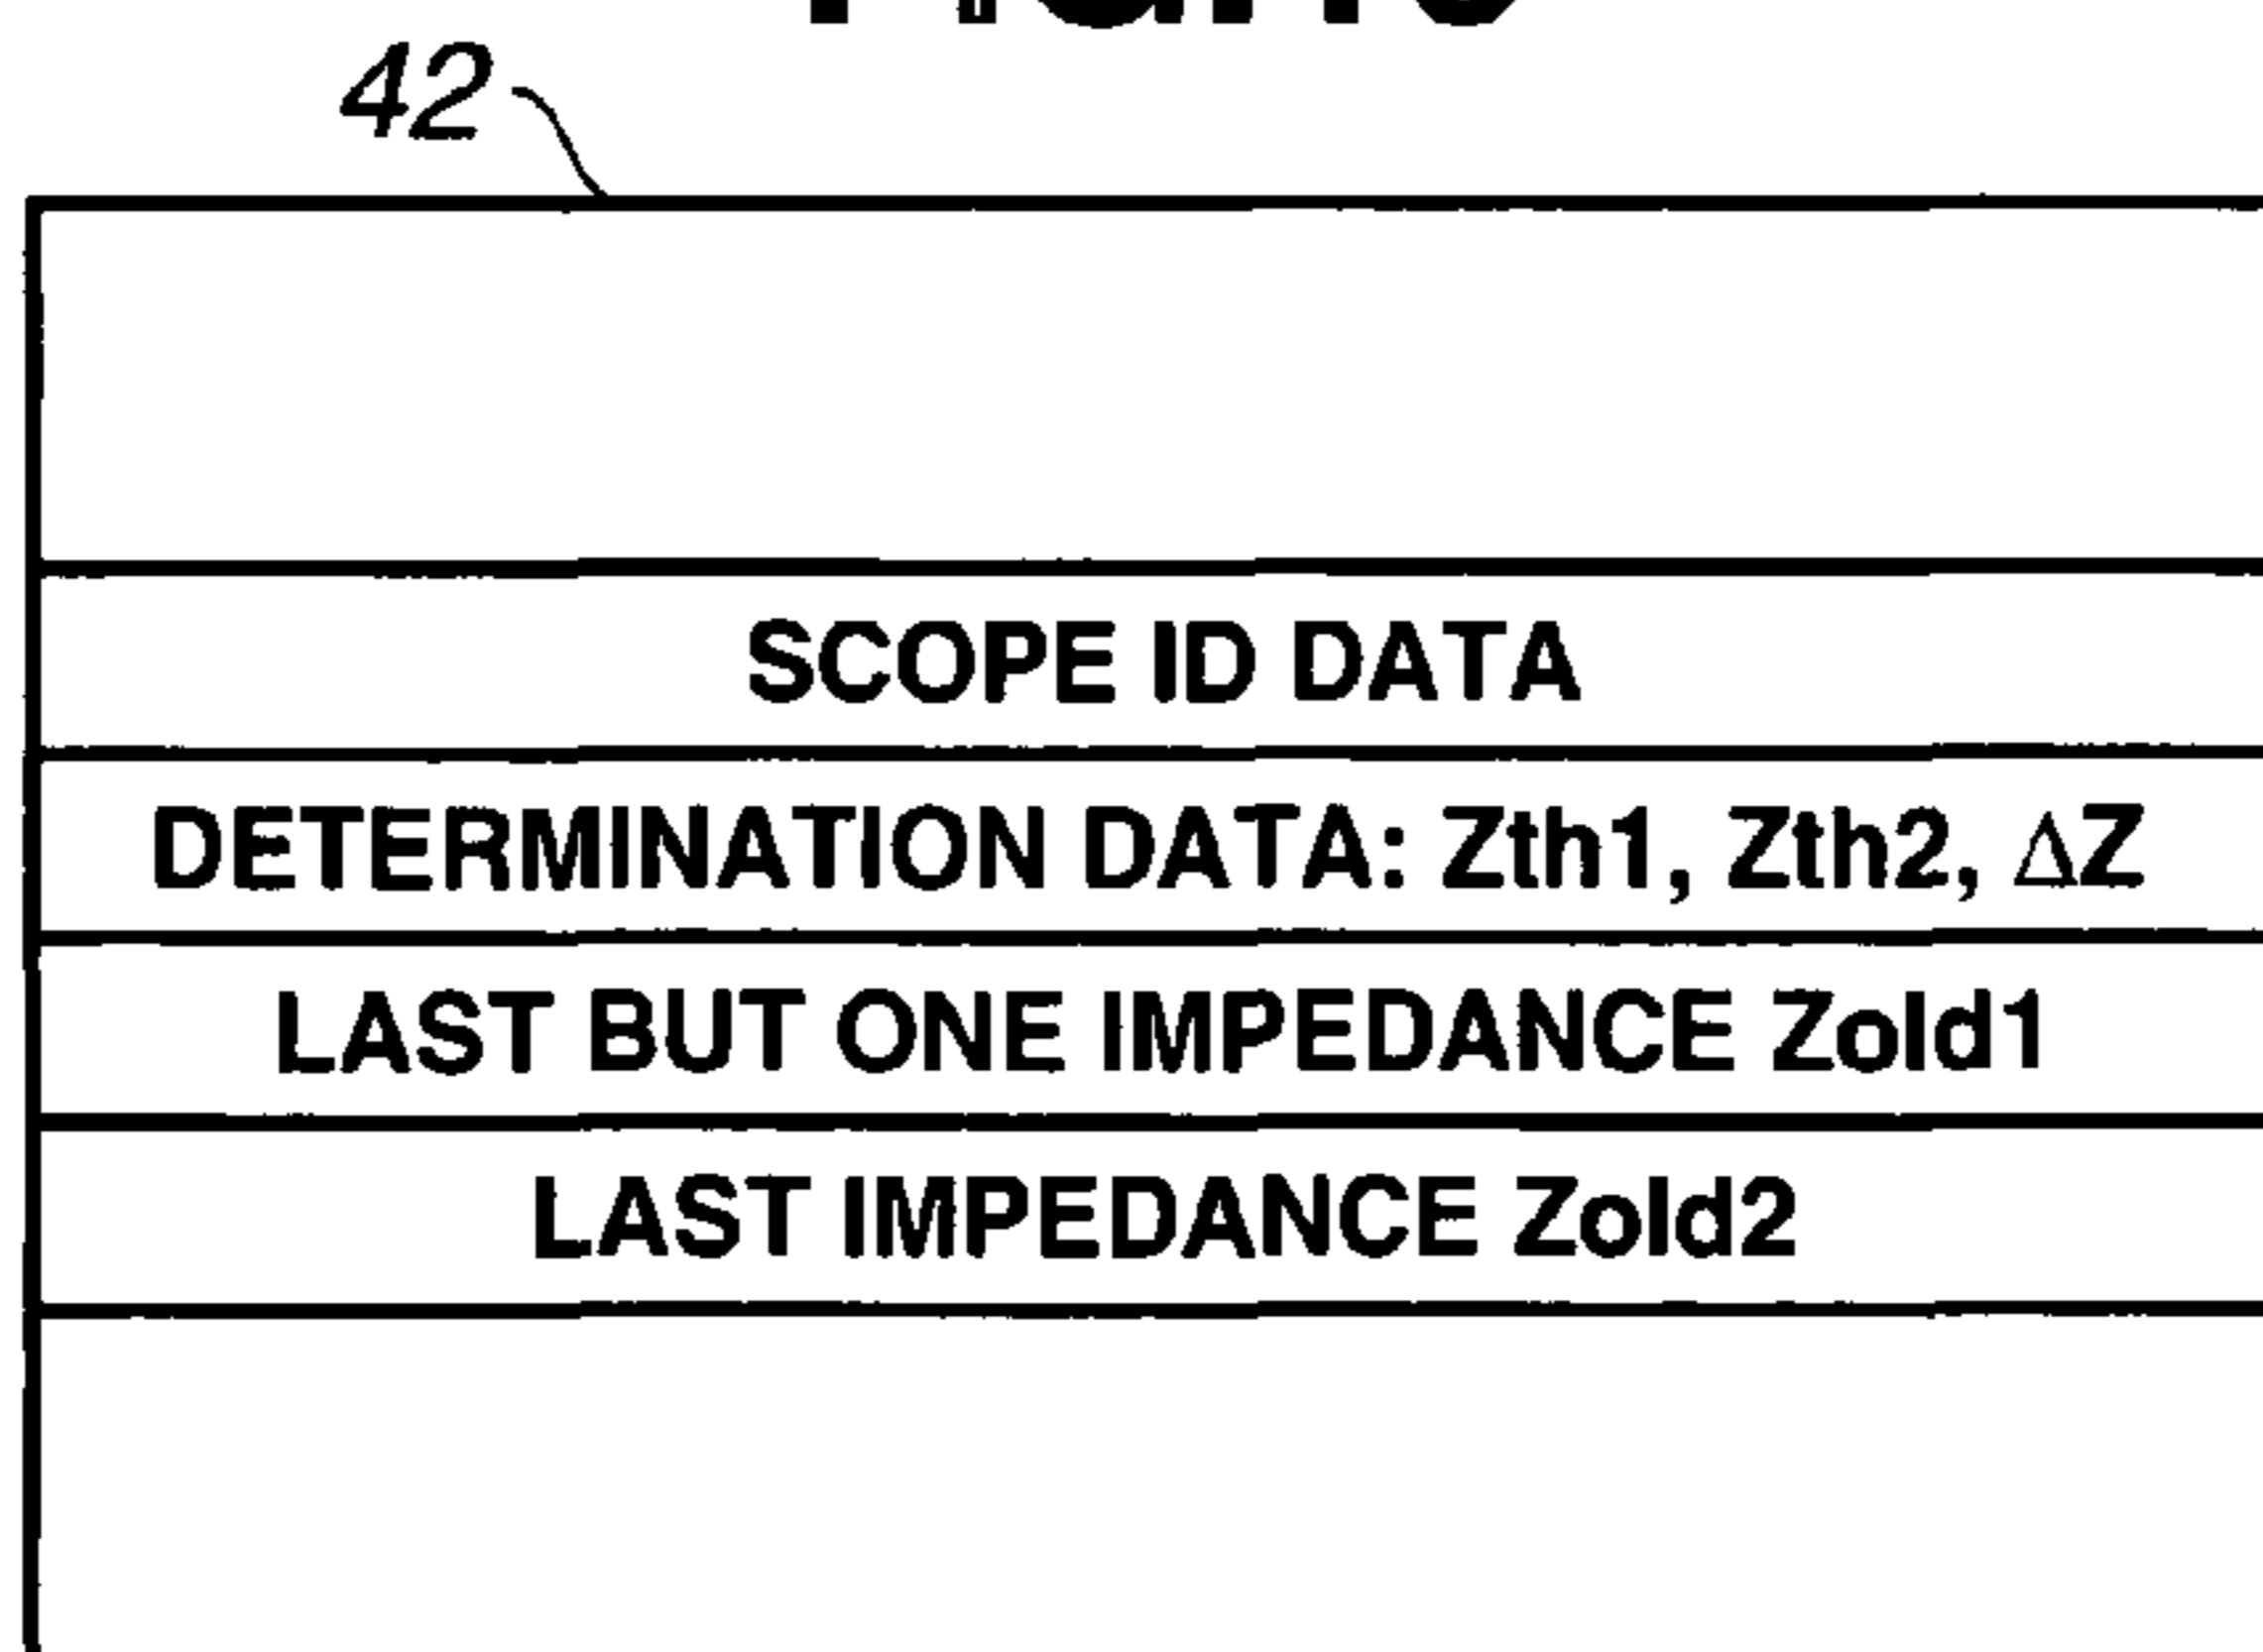 42
SCOPE ID DATA
DETERMINATION DATA: Zth1, Zth2, ΔZ
LAST BUT ONE IMPEDANCE Zold1
LAST IMPEDANCE Zold2